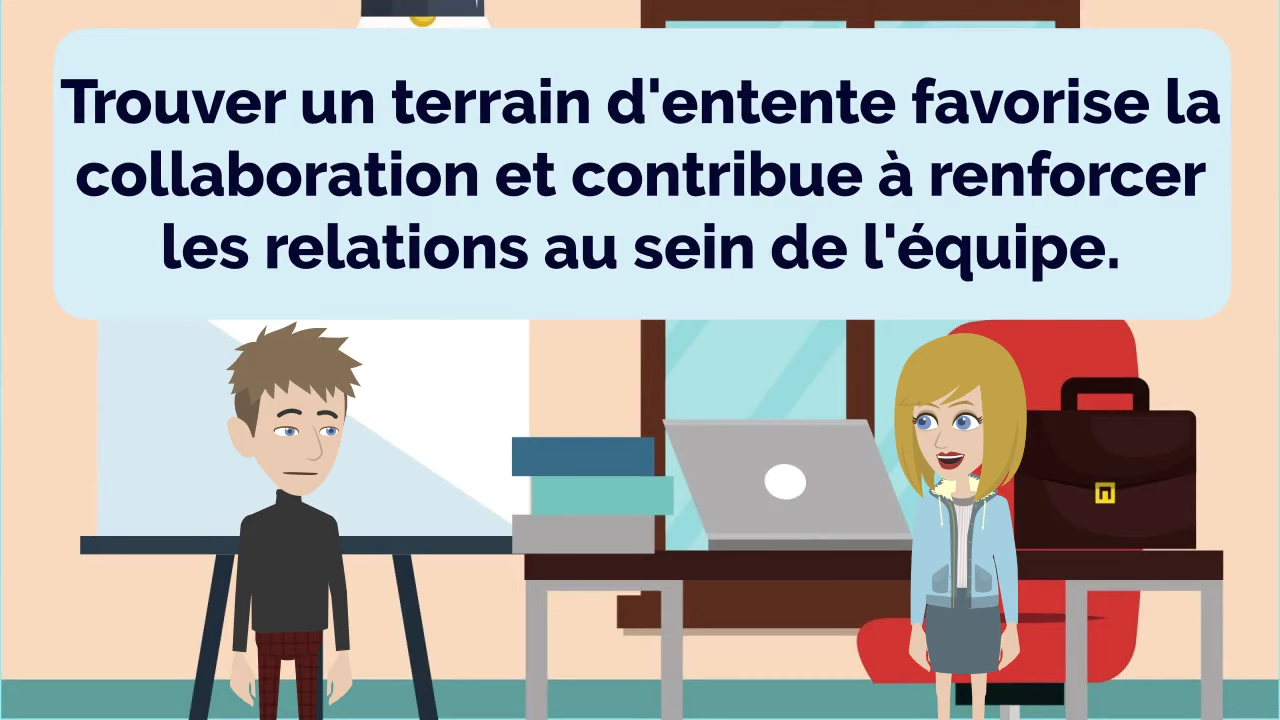 Trouver un terrain d'entente favorise la
collaboration et contribue à renforcer
les relations au sein de l'équipe.